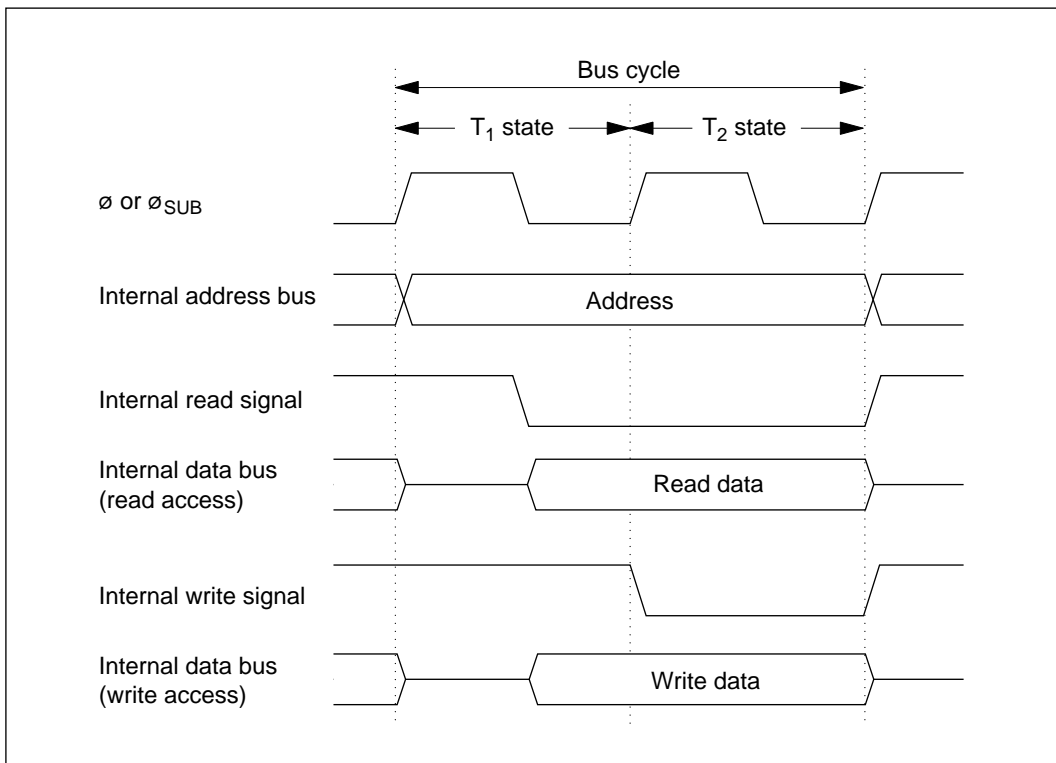 Bus cycle
T₁ state
T₂ state
ø or ø SUB
Internal address bus
Address
Internal read signal
Internal data bus
(read access)
Read data
Internal write signal
Internal data bus
(write access)
Write data